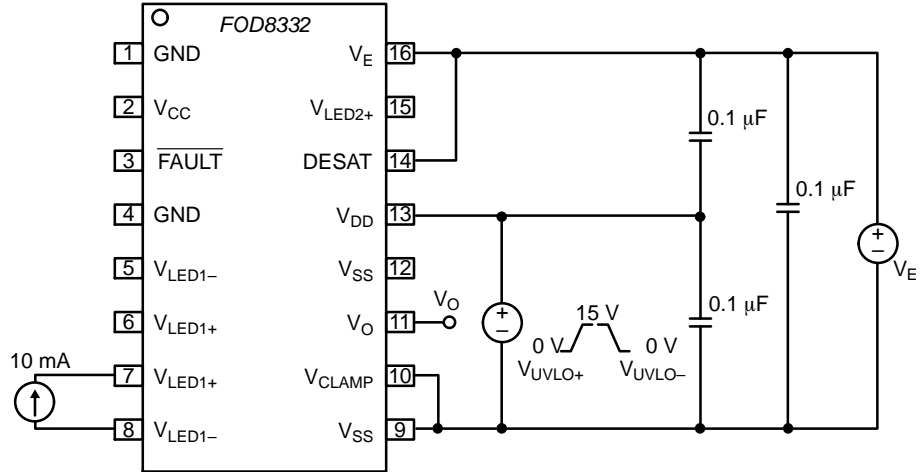 FOD8332
1 GND
2 VCC
3 FAULT
4 GND
5 VLED1–
6 VLED1+
7 VLED1+
8 VLED1–
VE 16
VLED2+ 15
DESAT 14
VDD 13
VSS 12
VO 11
VCLAMP 10
VSS 9
10 mA
VO
+
–
15 V
0 V
0 V
VUVLO+
VUVLO–
0.1 μF
0.1 μF
0.1 μF
+
–
VE